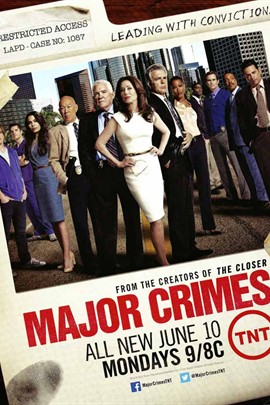 RESTRICTED ACCESS
LAPD - CASE NO: 1087
LEADING WITH CONVICTION
FROM THE CREATORS OF THE CLOSER
MAJOR CRIMES
ALL NEW JUNE 10
MONDAYS 9/8C
TNT
MajorCrimesTNT
@MajorCrimesTNT